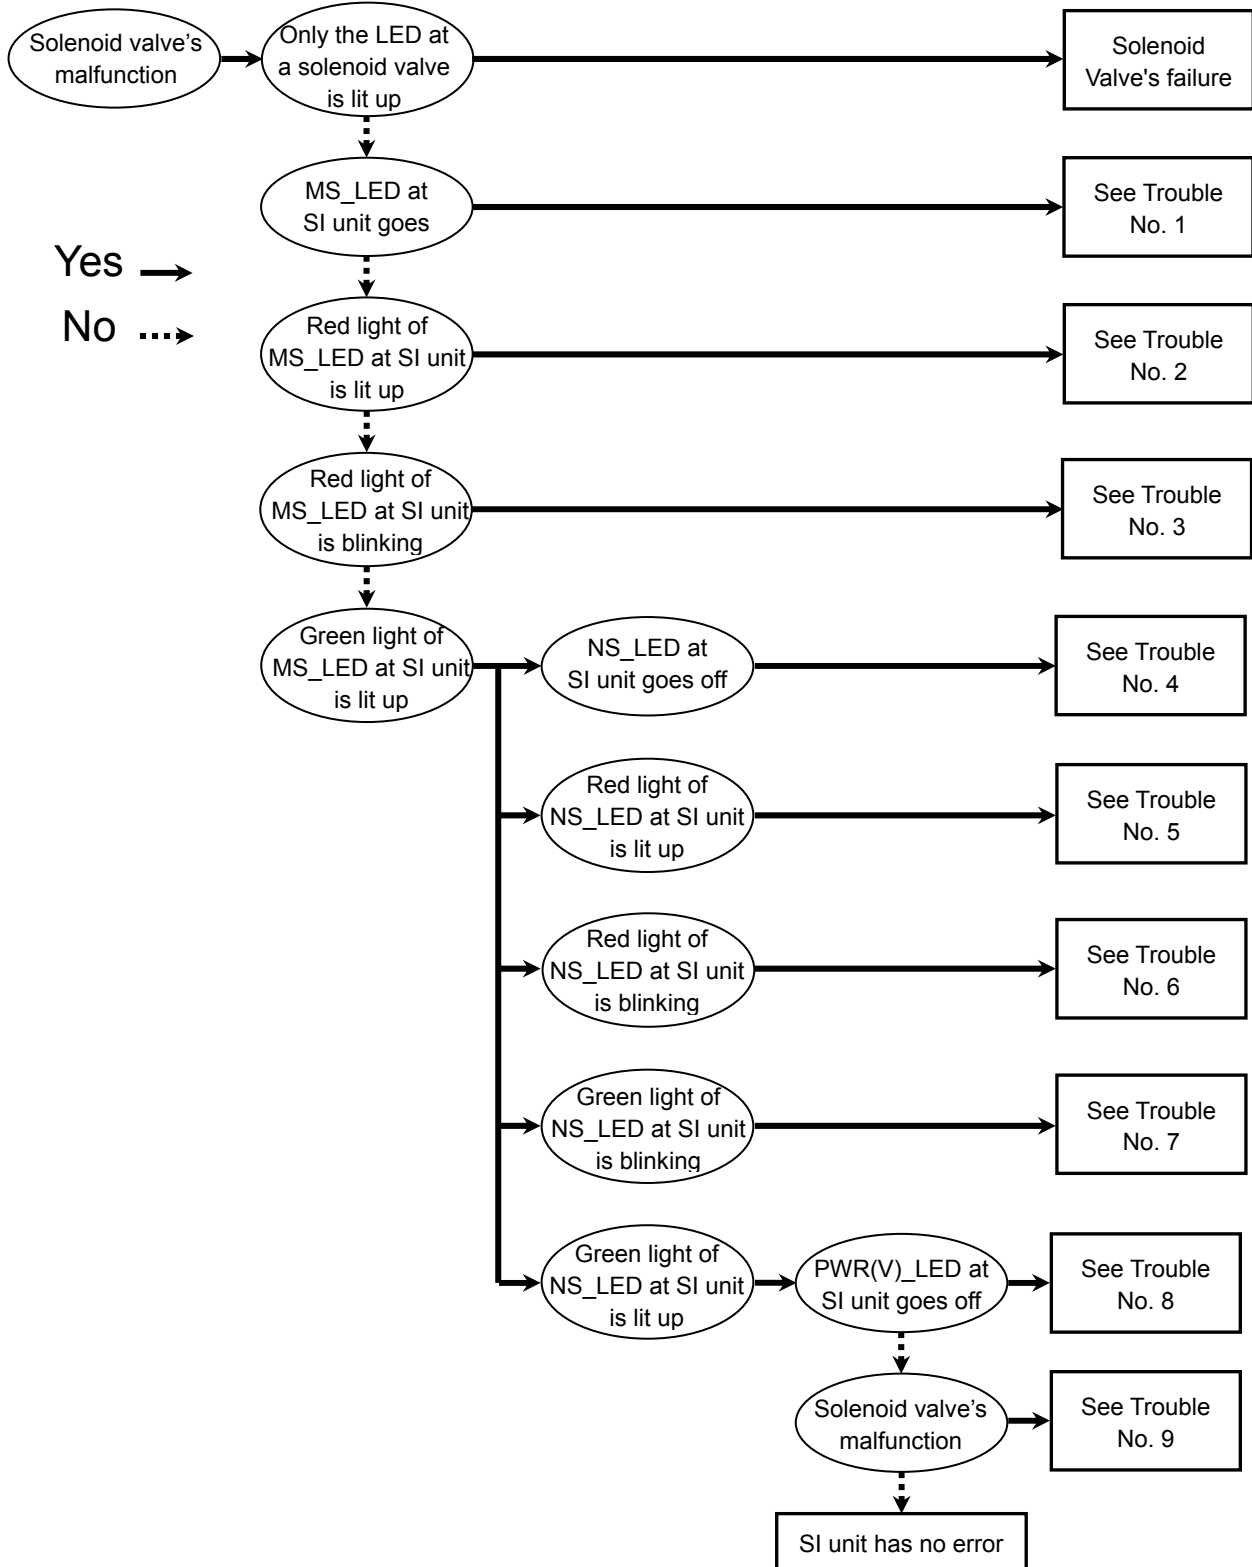 Solenoid valve's
malfunction
Only the LED at
a solenoid valve
is lit up
Solenoid
Valve's failure
MS_LED at
SI unit goes
See Trouble
No. 1
Yes
No
Red light of
MS_LED at SI unit
is lit up
See Trouble
No. 2
Red light of
MS_LED at SI unit
is blinking
See Trouble
No. 3
Green light of
MS_LED at SI unit
is lit up
NS_LED at
SI unit goes off
See Trouble
No. 4
Red light of
NS_LED at SI unit
is lit up
See Trouble
No. 5
Red light of
NS_LED at SI unit
is blinking
See Trouble
No. 6
Green light of
NS_LED at SI unit
is blinking
See Trouble
No. 7
Green light of
NS_LED at SI unit
is lit up
PWR(V)_LED at
SI unit goes off
See Trouble
No. 8
Solenoid valve's
malfunction
See Trouble
No. 9
SI unit has no error